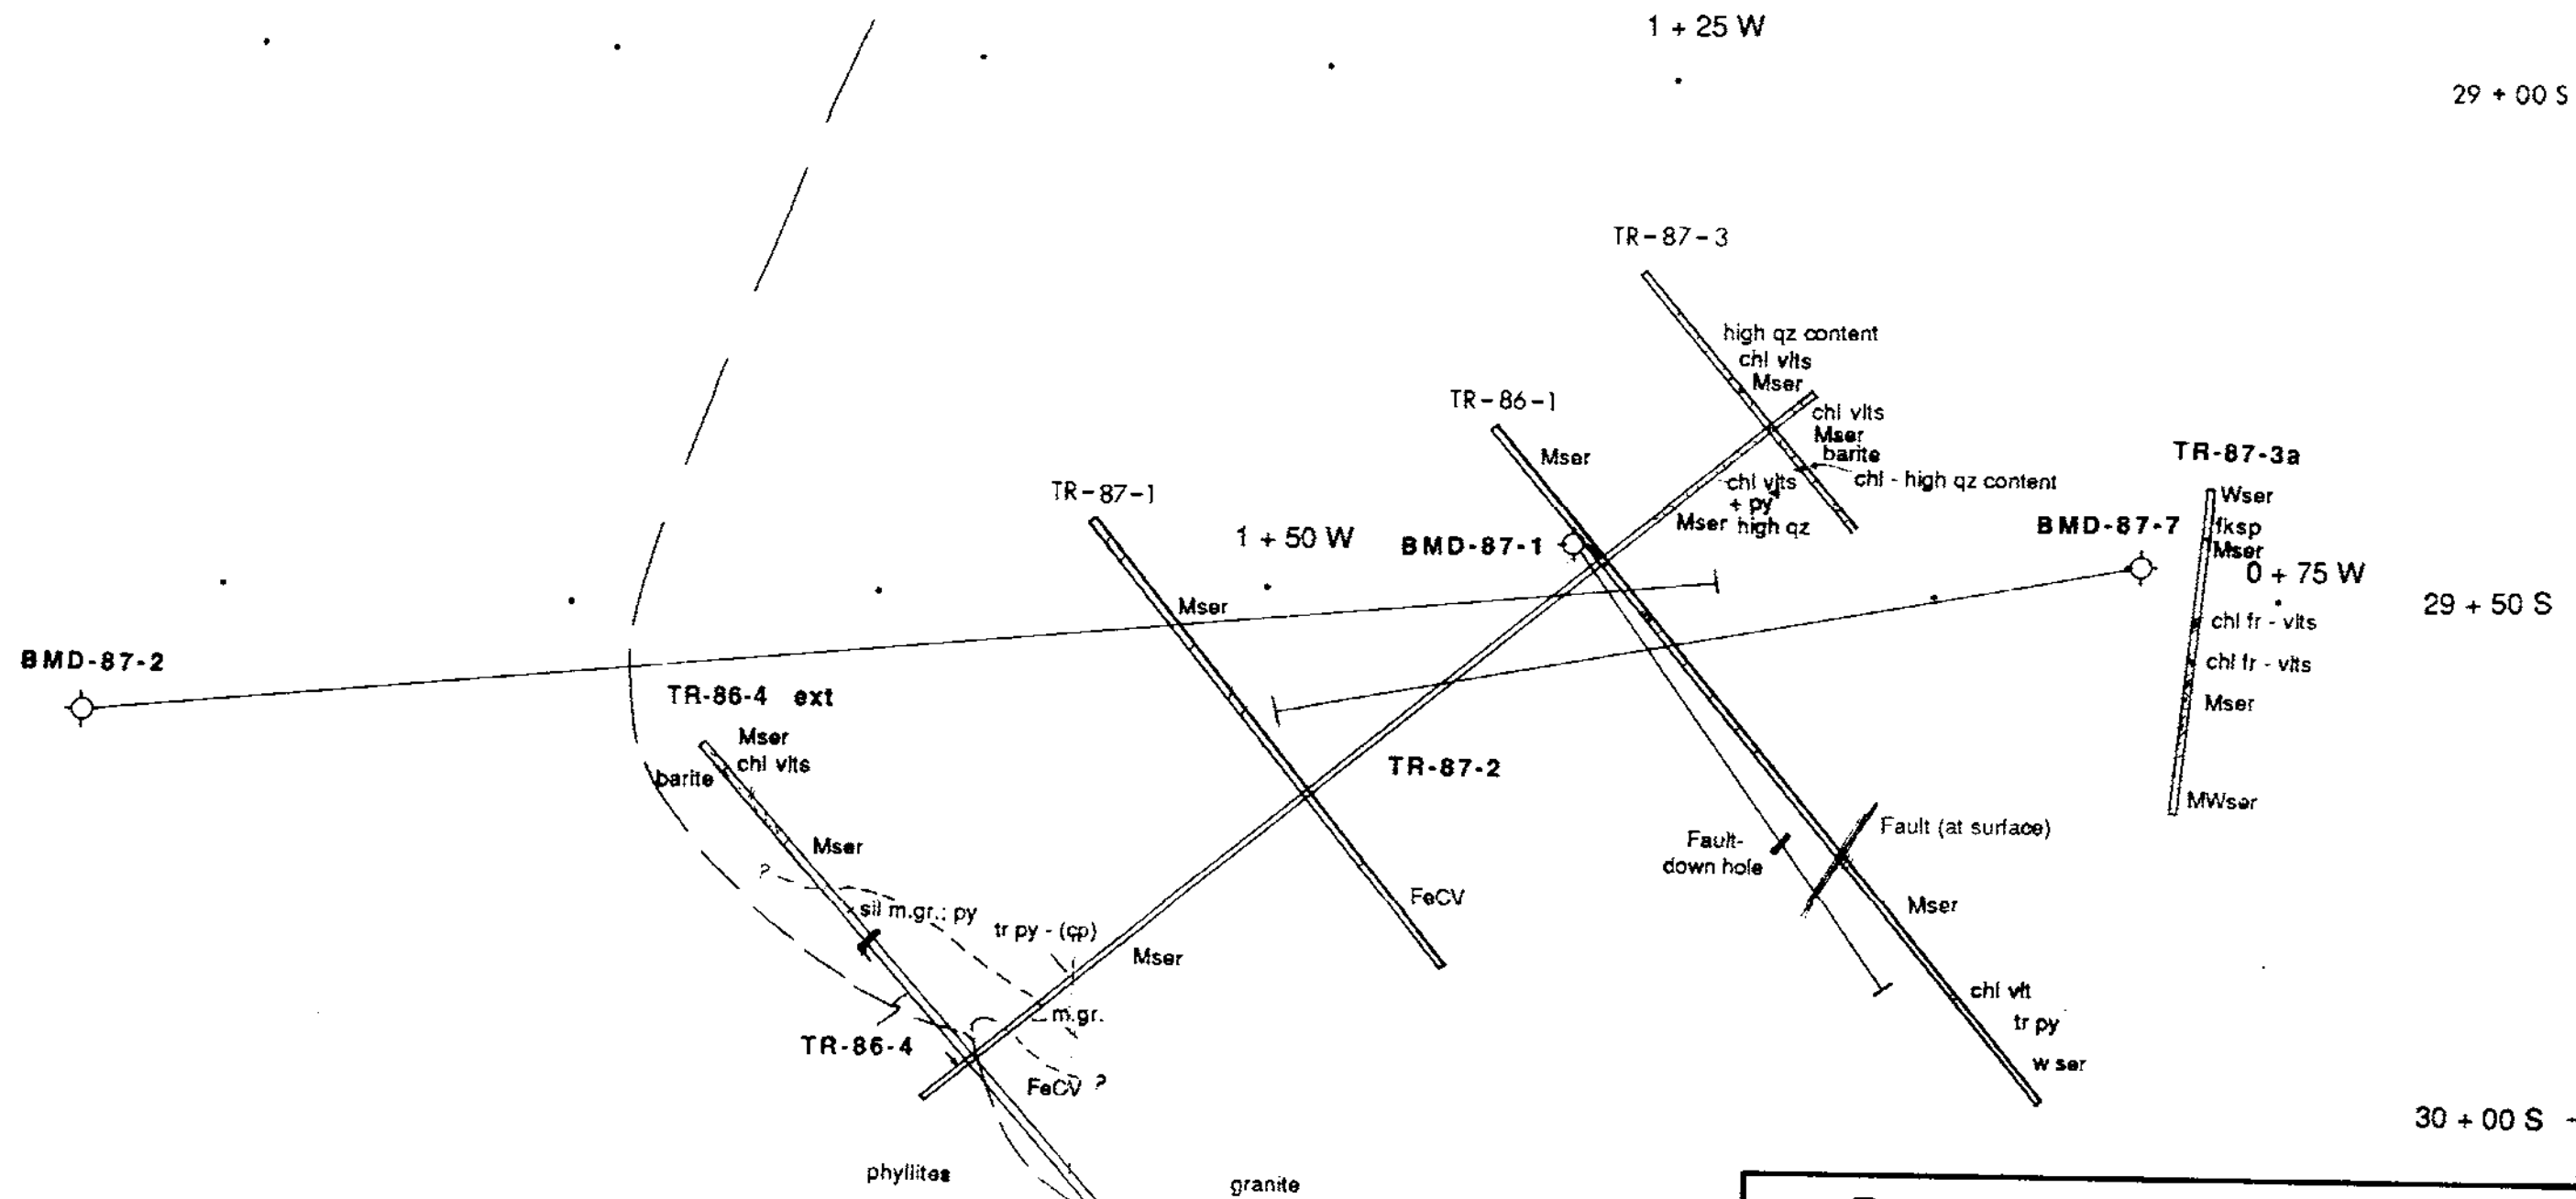 1 + 25 W
29 + 00 S
TR-87-3
high qz content
chl vlts
Mser
TR-86-1
Mser
chl vlts
Mser
barite
chl - high qz content
TR-87-3a
Wser
fksp
Mser
TR-87-1
chl vlts
+ py
Mser high qz
BMD-87-7
1 + 50 W
BMD-87-1
0 + 75 W
29 + 50 S
Mser
chl fr - vlts
chl fr - vlts
Mser
MWser
BMD-87-2
TR-86-4 ext
Mser
chl vlts
barite
TR-87-2
Mser
Fault-
down hole
Fault (at surface)
?
sil m.gr.; py
FeCV
tr py - (cp)
Mser
Mser
chl vlt
tr py
w ser
m.gr.
TR-86-4
FeCV ?
30 + 00 S
phyllites
granite